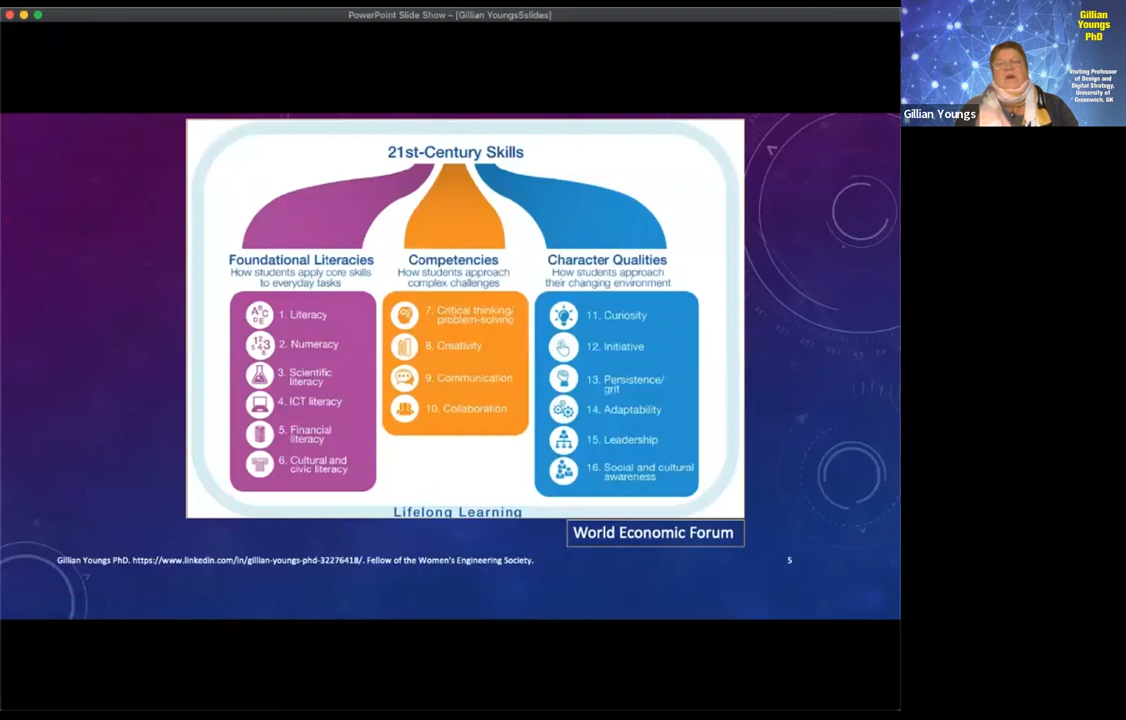 PowerPoint Slide Show – [Gillian Youngs5slides]
21st-Century Skills
Foundational Literacies
How students apply core skills
to everyday tasks
1. Literacy
2. Numeracy
3. Scientific
literacy
4. ICT literacy
5. Financial
literacy
6. Cultural and
civic literacy
Competencies
How students approach
complex challenges
7. Critical thinking/
problem-solving
8. Creativity
9. Communication
10. Collaboration
Character Qualities
How students approach
their changing environment
11. Curiosity
12. Initiative
13. Persistence/
grit
14. Adaptability
15. Leadership
16. Social and cultural
awareness
Lifelong Learning
World Economic Forum
Gillian Youngs PhD. https://www.linkedin.com/in/gillian-youngs-phd-32276418/. Fellow of the Women's Engineering Society.
5
Gillian
Youngs
PhD
Visiting Professor
of Design and
Digital Strategy,
University of
Greenwich, UK
Gillian Youngs